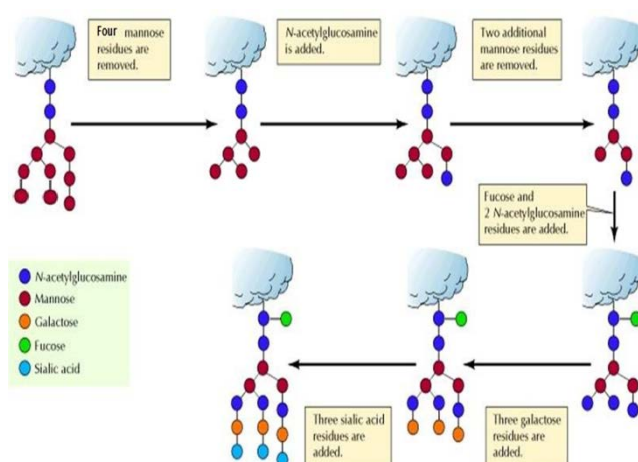 Four mannose
residues are
removed.
N-acetylglucosamine
is added.
Two additional
mannose residues
are removed.
Fucose and
2 N-acetylglucosamine
residues are added.
N-acetylglucosamine
Mannose
Galactose
Fucose
Sialic acid
Three sialic acid
residues are
added.
Three galactose
residues are
added.